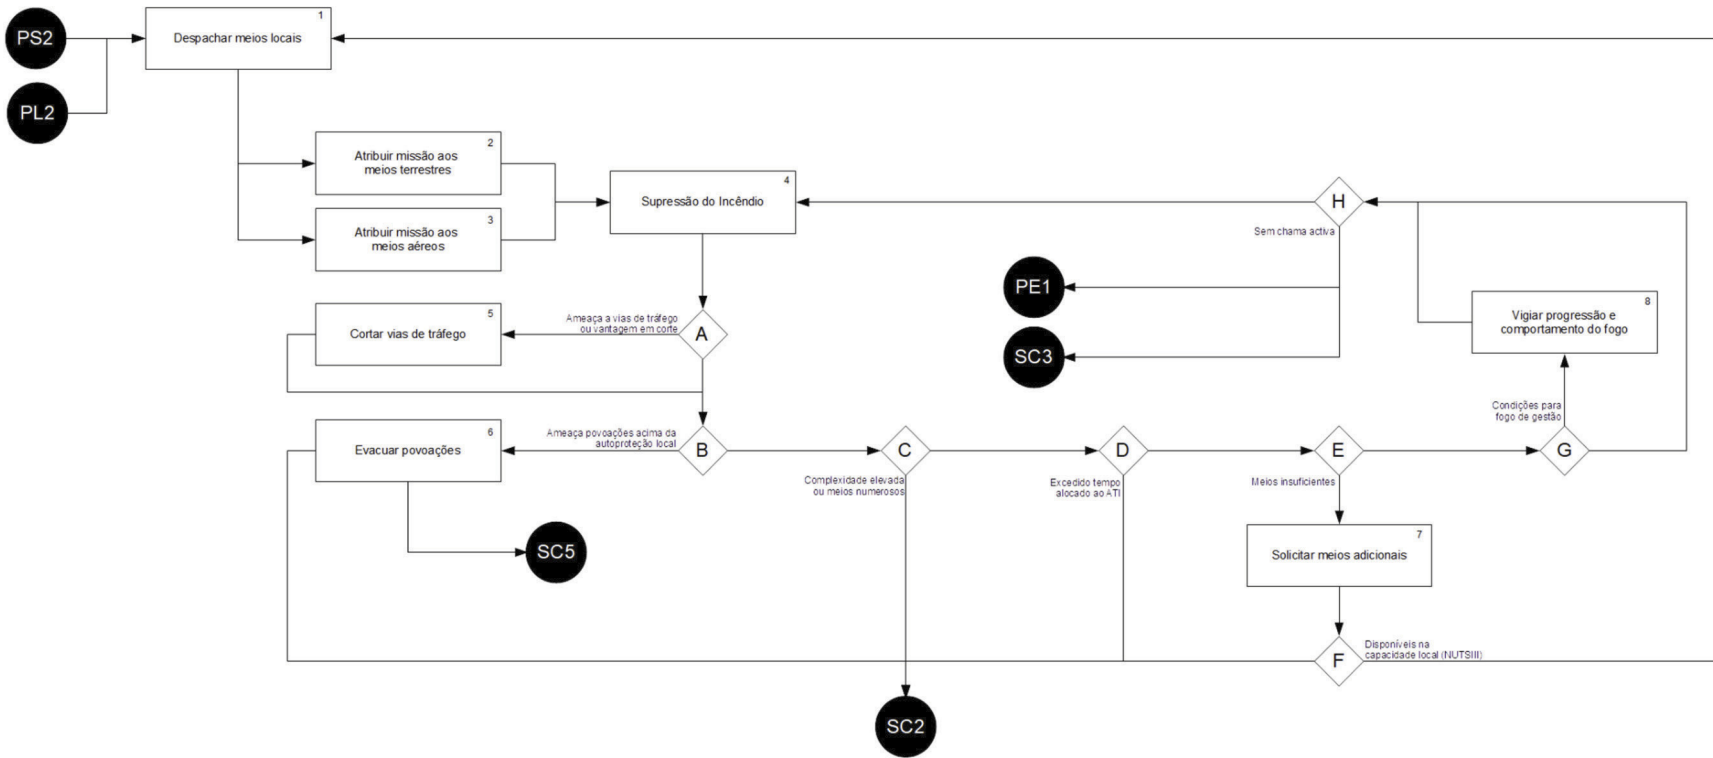 PS2
1
Despachar meios locais
PL2
2
Atribuir missão aos
meios terrestres
3
Atribuir missão aos
meios aéreos
4
Supressão do Incêndio
H
Sem chama activa
PE1
SC3
8
Vigiar progressão e
comportamento do fogo
5
Cortar vias de tráfego
Ameaça a vias de tráfego
ou vantagem em corte
A
6
Evacuar povoações
Ameaça povoações acima da
autoproteção local
B
C
Complexidade elevada
ou meios numerosos
D
Excedido tempo
alocado ao ATI
E
Meios insuficientes
Condições para
fogo de gestão
G
SC5
7
Solicitar meios adicionais
F
Disponíveis na
capacidade local (NUTSIII)
SC2